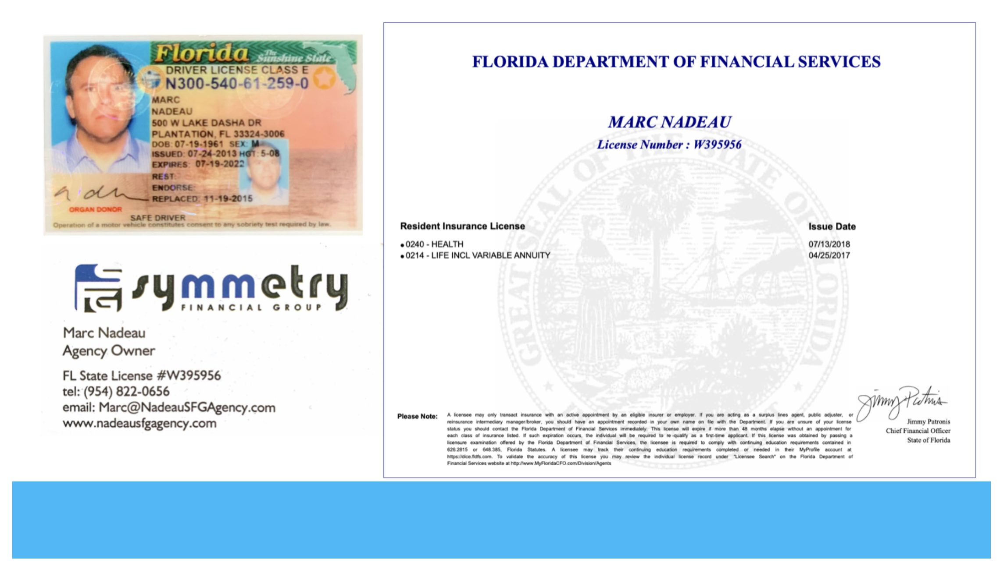 Florida The Sunshine State
DRIVER LICENSE CLASS E
N300-540-61-259-0
MARC
NADEAU
500 W LAKE DASHA DR
PLANTATION, FL 33324-3006
DOB: 07-19-1961 SEX: M
ISSUED: 07-24-2013 HGT: 5-08
EXPIRES: 07-19-2022
REST:
ENDORSE:
REPLACED: 11-19-2015
ORGAN DONOR
SAFE DRIVER
Operation of a motor vehicle constitutes consent to any sobriety test required by law.
symmetry
FINANCIAL GROUP
Marc Nadeau
Agency Owner
FL State License #W395956
tel: (954) 822-0656
email: Marc@NadeauSFGAgency.com
www.nadeausfgagency.com
FLORIDA DEPARTMENT OF FINANCIAL SERVICES
MARC NADEAU
License Number : W395956
GREAT SEAL OF THE STATE OF FLORIDA
Resident Insurance License Issue Date
• 0240 - HEALTH 07/13/2018
• 0214 - LIFE INCL VARIABLE ANNUITY 04/25/2017
Please Note: A licensee may only transact insurance with an active appointment by an eligible insurer or employer. If you are acting as a surplus lines agent, public adjuster, or
reinsurance intermediary manager/broker, you should have an appointment recorded in your own name on file with the Department. If you are unsure of your license
status you should contact the Florida Department of Financial Services immediately. This license will expire if more than 48 months elapse without an appointment for
each class of insurance listed. If such expiration occurs, the individual will be required to re-qualify as a first-time applicant. If this license was obtained by passing a
licensure examination offered by the Florida Department of Financial Services, the licensee is required to comply with continuing education requirements contained in
626.2815 or 648.385, Florida Statutes. A licensee may track their continuing education requirements completed or needed in their MyProfile account at
https://dice.fldfs.com. To validate the accuracy of this license you may review the individual license record under "Licensee Search" on the Florida Department of
Financial Services website at http://www.MyFloridaCFO.com/Division/Agents
Jimmy Patronis
Jimmy Patronis
Chief Financial Officer
State of Florida